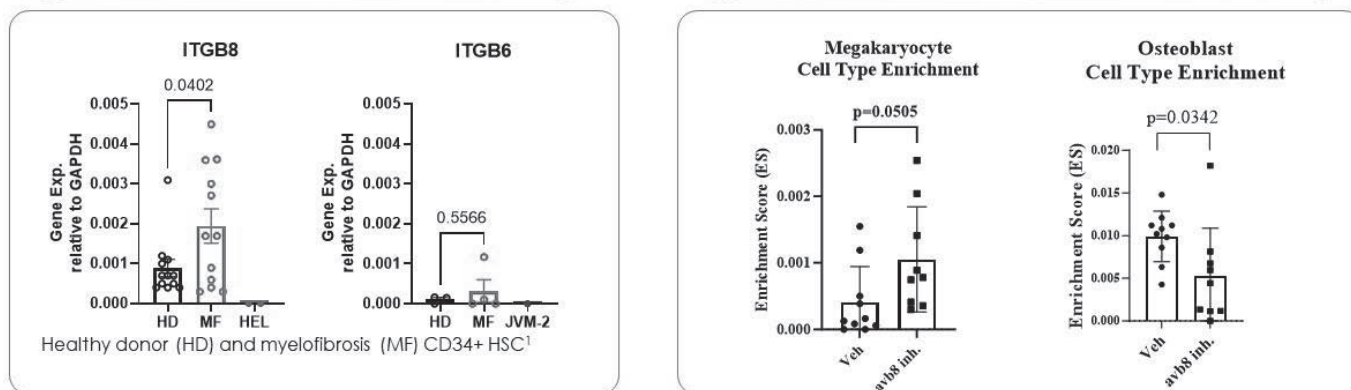 ITGB8
0.0402
0.005
0.004
0.003
0.002
0.001
0.000
Gene Exp.
relative to GAPDH
HD MF HEL
ITGB6
0.5566
0.005
0.004
0.003
0.002
0.001
0.000
Gene Exp.
relative to GAPDH
HD MF JVM-2
Healthy donor (HD) and myelofibrosis (MF) CD34+ HSC¹
Megakaryocyte
Cell Type Enrichment
p=0.0505
0.003
0.002
0.001
0.000
Enrichment Score (ES)
Veh avb8 inh.
Osteoblast
Cell Type Enrichment
p=0.0342
0.020
0.015
0.010
0.005
0.000
Enrichment Score (ES)
Veh avb8 inh.